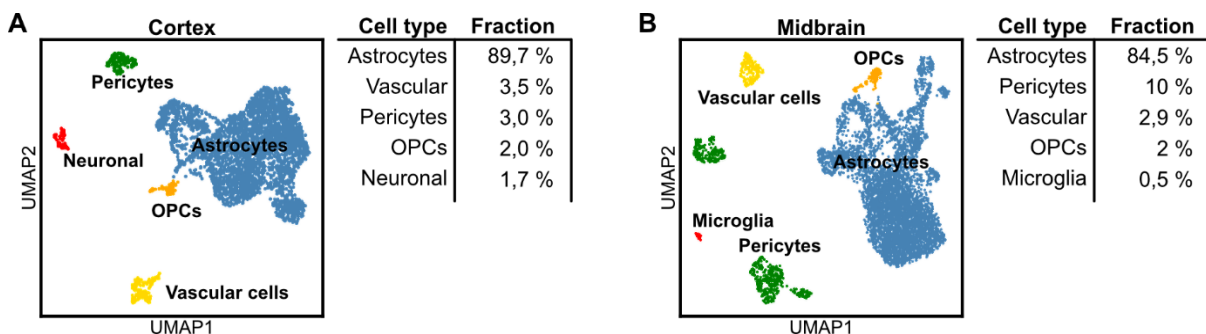 A
Cortex
Pericytes
Neuronal
Astrocytes
OPCs
Vascular cells
UMAP2
UMAP1
Cell type Fraction
Astrocytes 89,7 %
Vascular 3,5 %
Pericytes 3,0 %
OPCs 2,0 %
Neuronal 1,7 %
B
Midbrain
OPCs
Vascular cells
Astrocytes
Microglia
Pericytes
UMAP2
UMAP1
Cell type Fraction
Astrocytes 84,5 %
Pericytes 10 %
Vascular 2,9 %
OPCs 2 %
Microglia 0,5 %